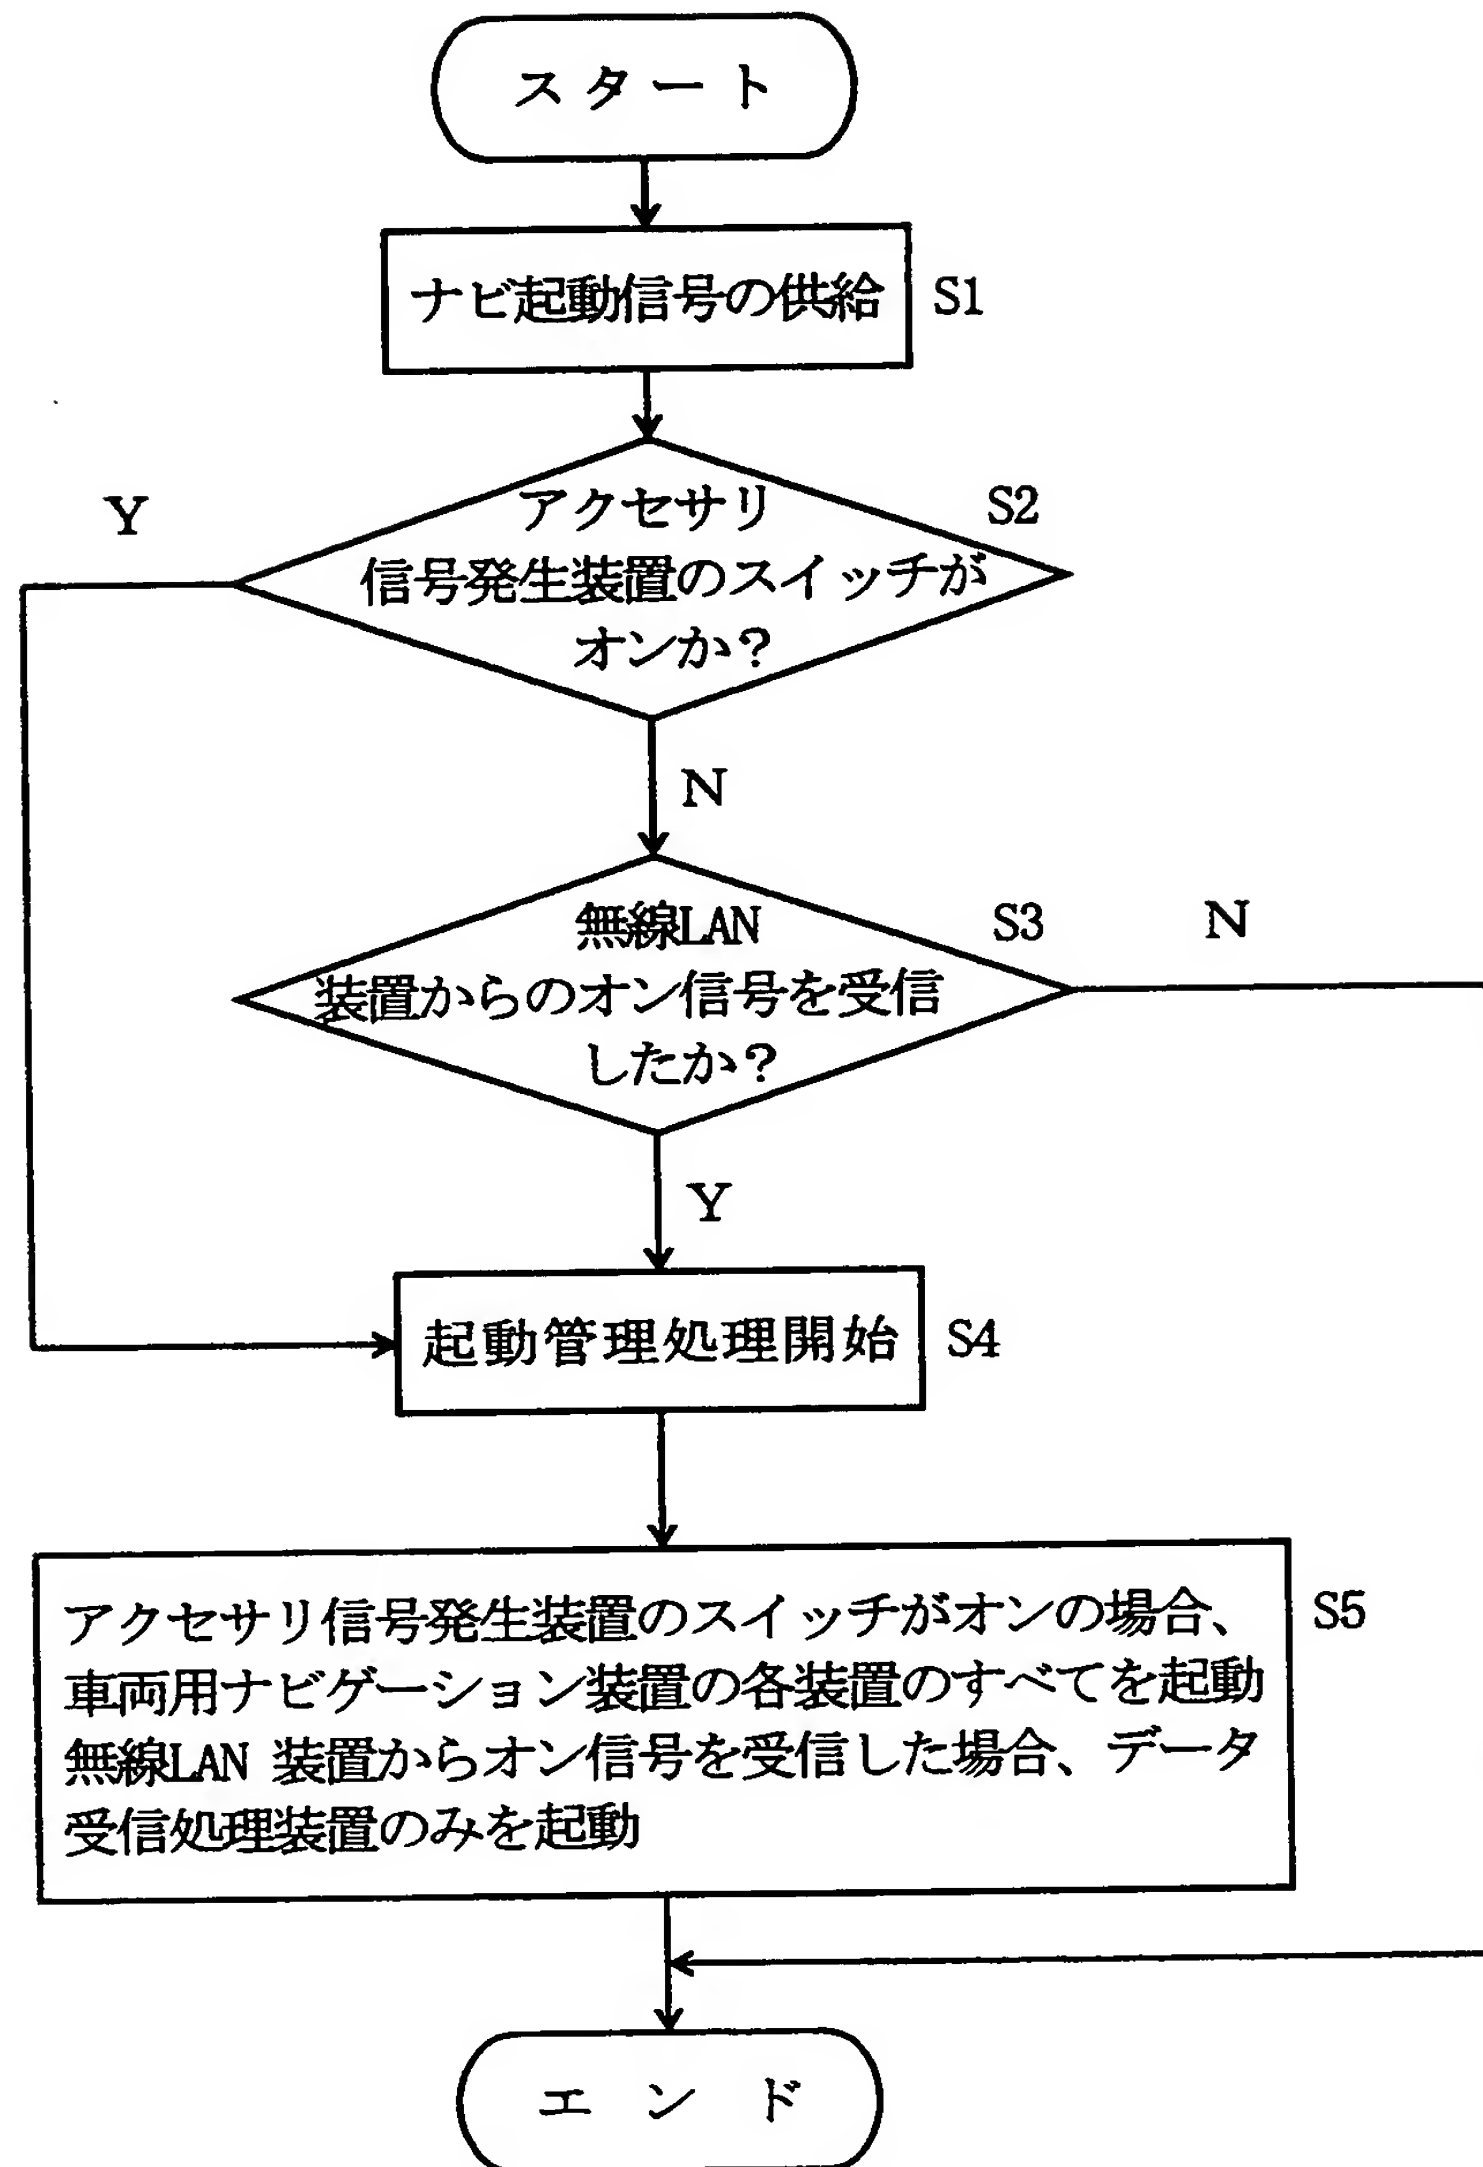 スタート
ナビ起動信号の供給
S1
アクセサリ
信号発生装置のスイッチが
オンか？
S2
Y
N
無線LAN
装置からのオン信号を受信
したか？
S3
N
Y
起動管理処理開始
S4
アクセサリ信号発生装置のスイッチがオンの場合、
車両用ナビゲーション装置の各装置のすべてを起動
無線LAN 装置からオン信号を受信した場合、データ
受信処理装置のみを起動
S5
エンド